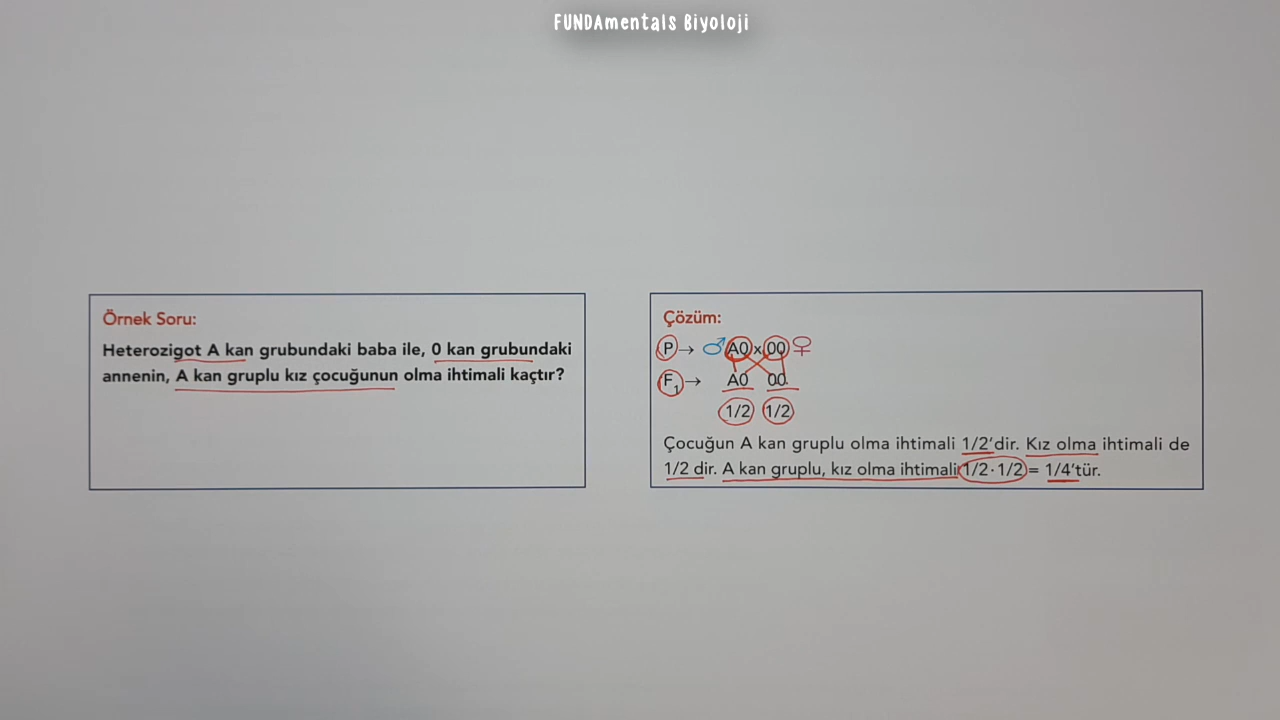 FUNDAmentals Biyoloji
Örnek Soru:
Heterozigot A kan grubundaki baba ile, 0 kan grubundaki
annenin, A kan gruplu kız çocuğunun olma ihtimali kaçtır?
Çözüm:
P → ♂ A0 x 00 ♀
F1 → A0 00
1/2 1/2
Çocuğun A kan gruplu olma ihtimali 1/2'dir. Kız olma ihtimali de
1/2 dir. A kan gruplu, kız olma ihtimali 1/2 · 1/2 = 1/4'tür.